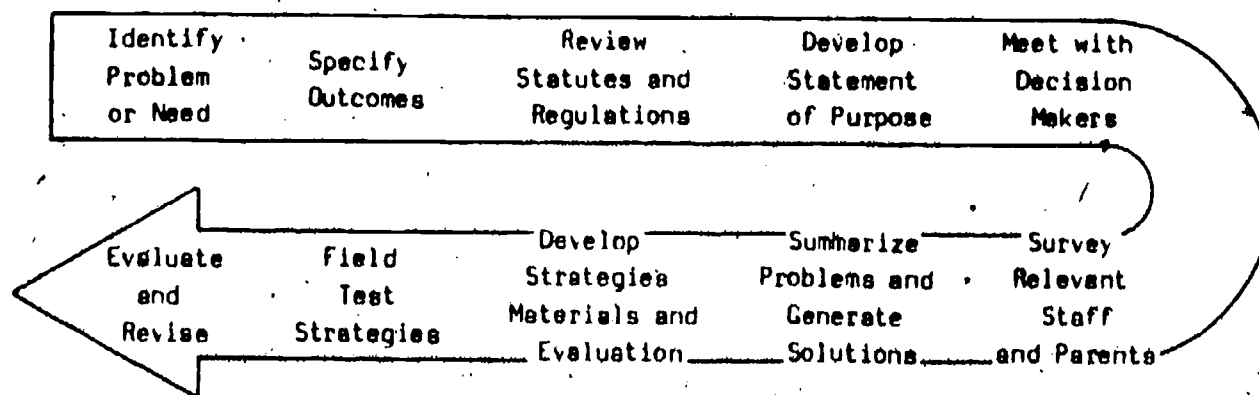 Identify
Problem
or Need
Specify
Outcomes
Review
Statutes and
Regulations
Develop
Statement
of Purpose
Meet with
Decision
Makers
Survey
Relevant
Staff
and Parents
Summarize
Problems and
Generate
Solutions
Develop
Strategies
Materials and
Evaluation
Field
Test
Strategies
Evaluate
and
Revise